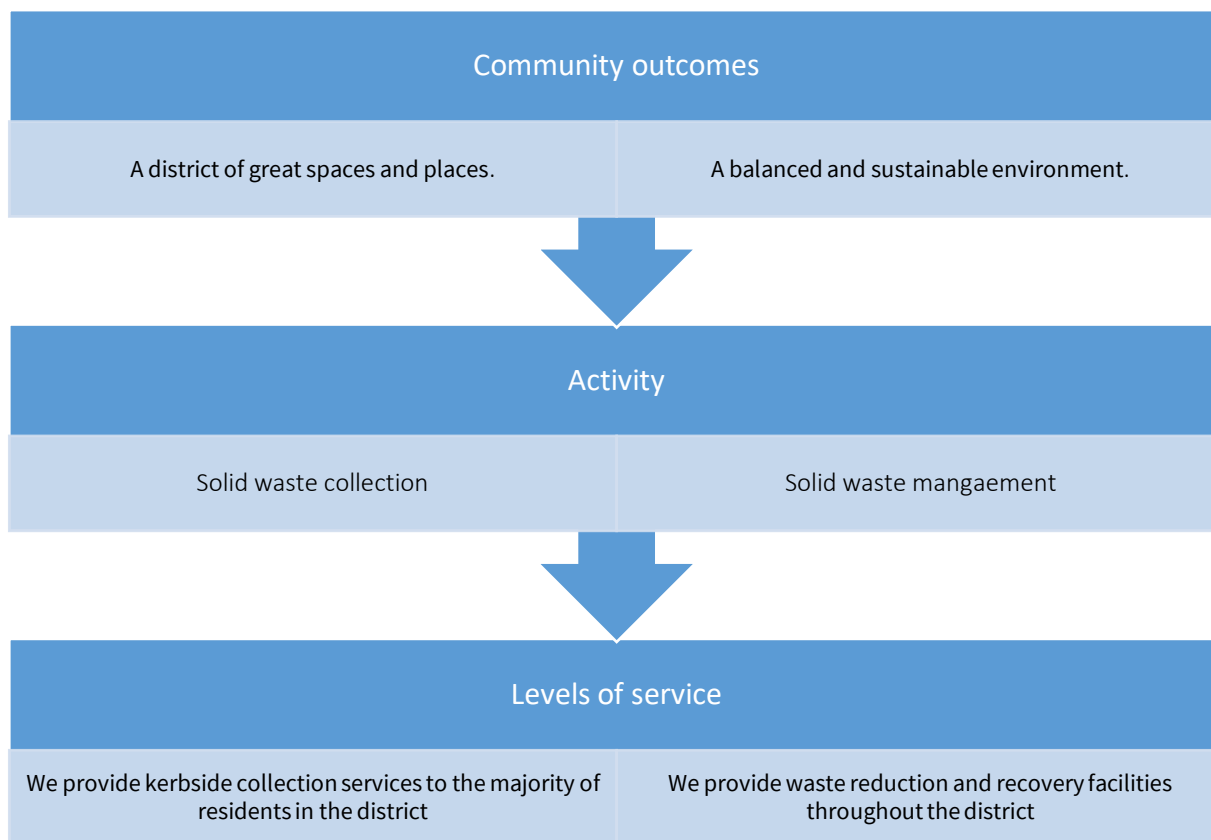 Community outcomes
A district of great spaces and places.
A balanced and sustainable environment.
Activity
Solid waste collection
Solid waste mangaement
Levels of service
We provide kerbside collection services to the majority of
residents in the district
We provide waste reduction and recovery facilities
throughout the district